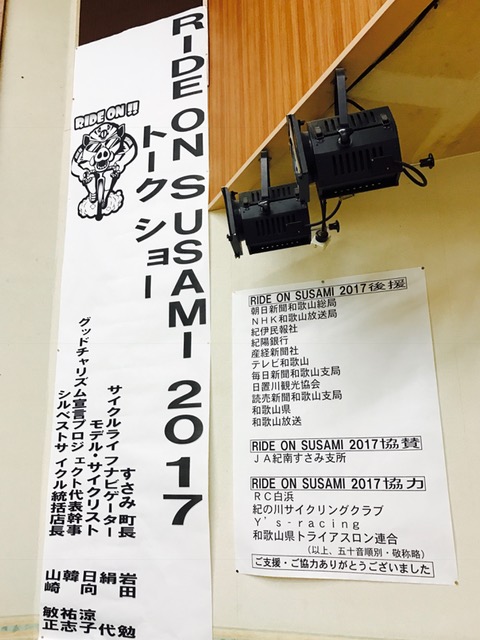 RIDE ON SUSAMI 2017
トークショー
RIDE ON !!
すさみ町長 岩田 勉
サイクルライフナビゲーター 絹 代
モデル・サイクリスト 日向 涼子
グッドチャリズム宣言プロジェクト代表幹事 韓 祐志
シルベストサイクル統括店長 山崎 敏正
RIDE ON SUSAMI 2017後援
朝日新聞和歌山総局
ＮＨＫ和歌山放送局
紀伊民報社
紀陽銀行
産経新聞社
テレビ和歌山
毎日新聞和歌山支局
日置川観光協会
読売新聞和歌山支局
和歌山県
和歌山放送
RIDE ON SUSAMI 2017協賛
ＪＡ紀南すさみ支所
RIDE ON SUSAMI 2017協力
ＲＣ白浜
紀の川サイクリングクラブ
Ｙ'ｓ-ｒａｃｉｎｇ
和歌山県トライアスロン連合
（以上、五十音順別・敬称略）
ご支援・ご協力ありがとうございました